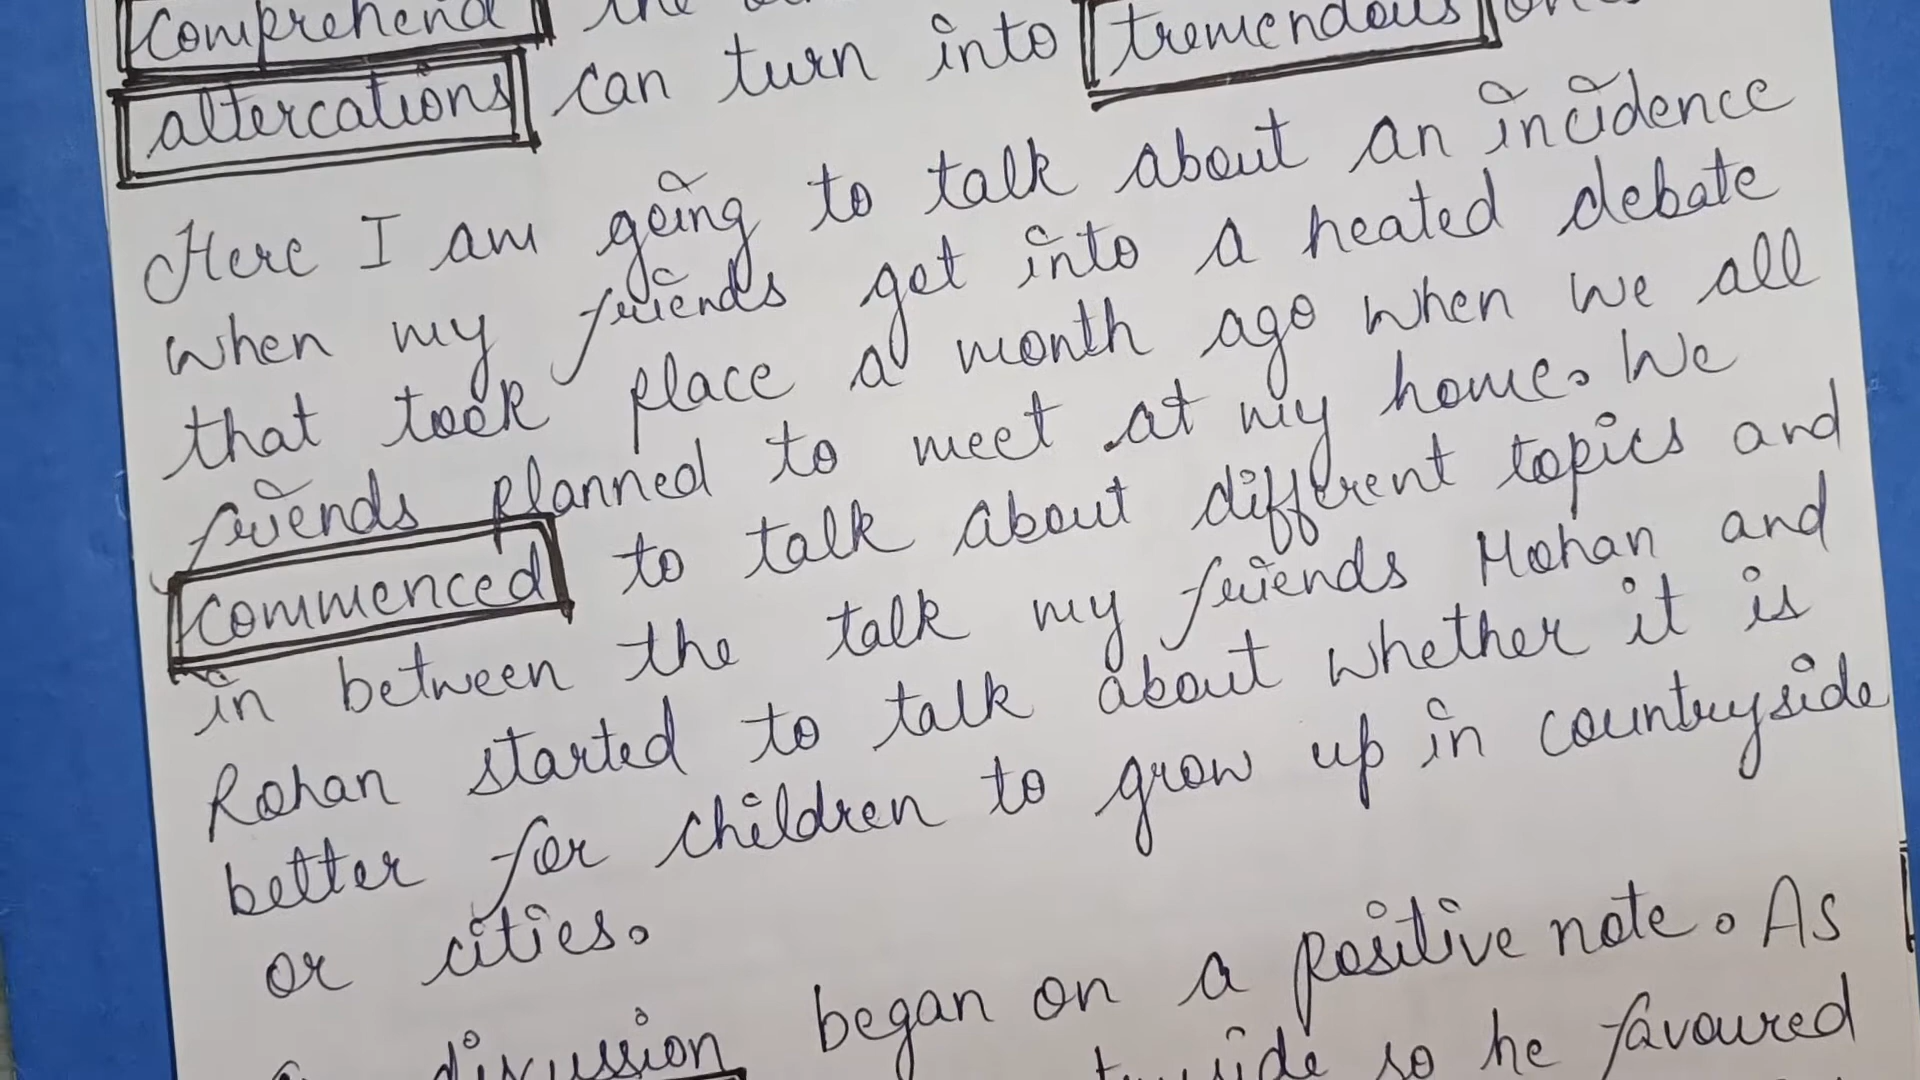 comprehend the
altercations can turn into tremendous
Here I am going to talk about an incidence
when my friends get into a heated debate
that took place a month ago when we all
friends planned to meet at my home. We
commenced to talk about different topics and
in between the talk my friends Mohan and
Rohan started to talk about whether it is
better for children to grow up in countryside
or cities.
discussion began on a positive note. As
so he favoured